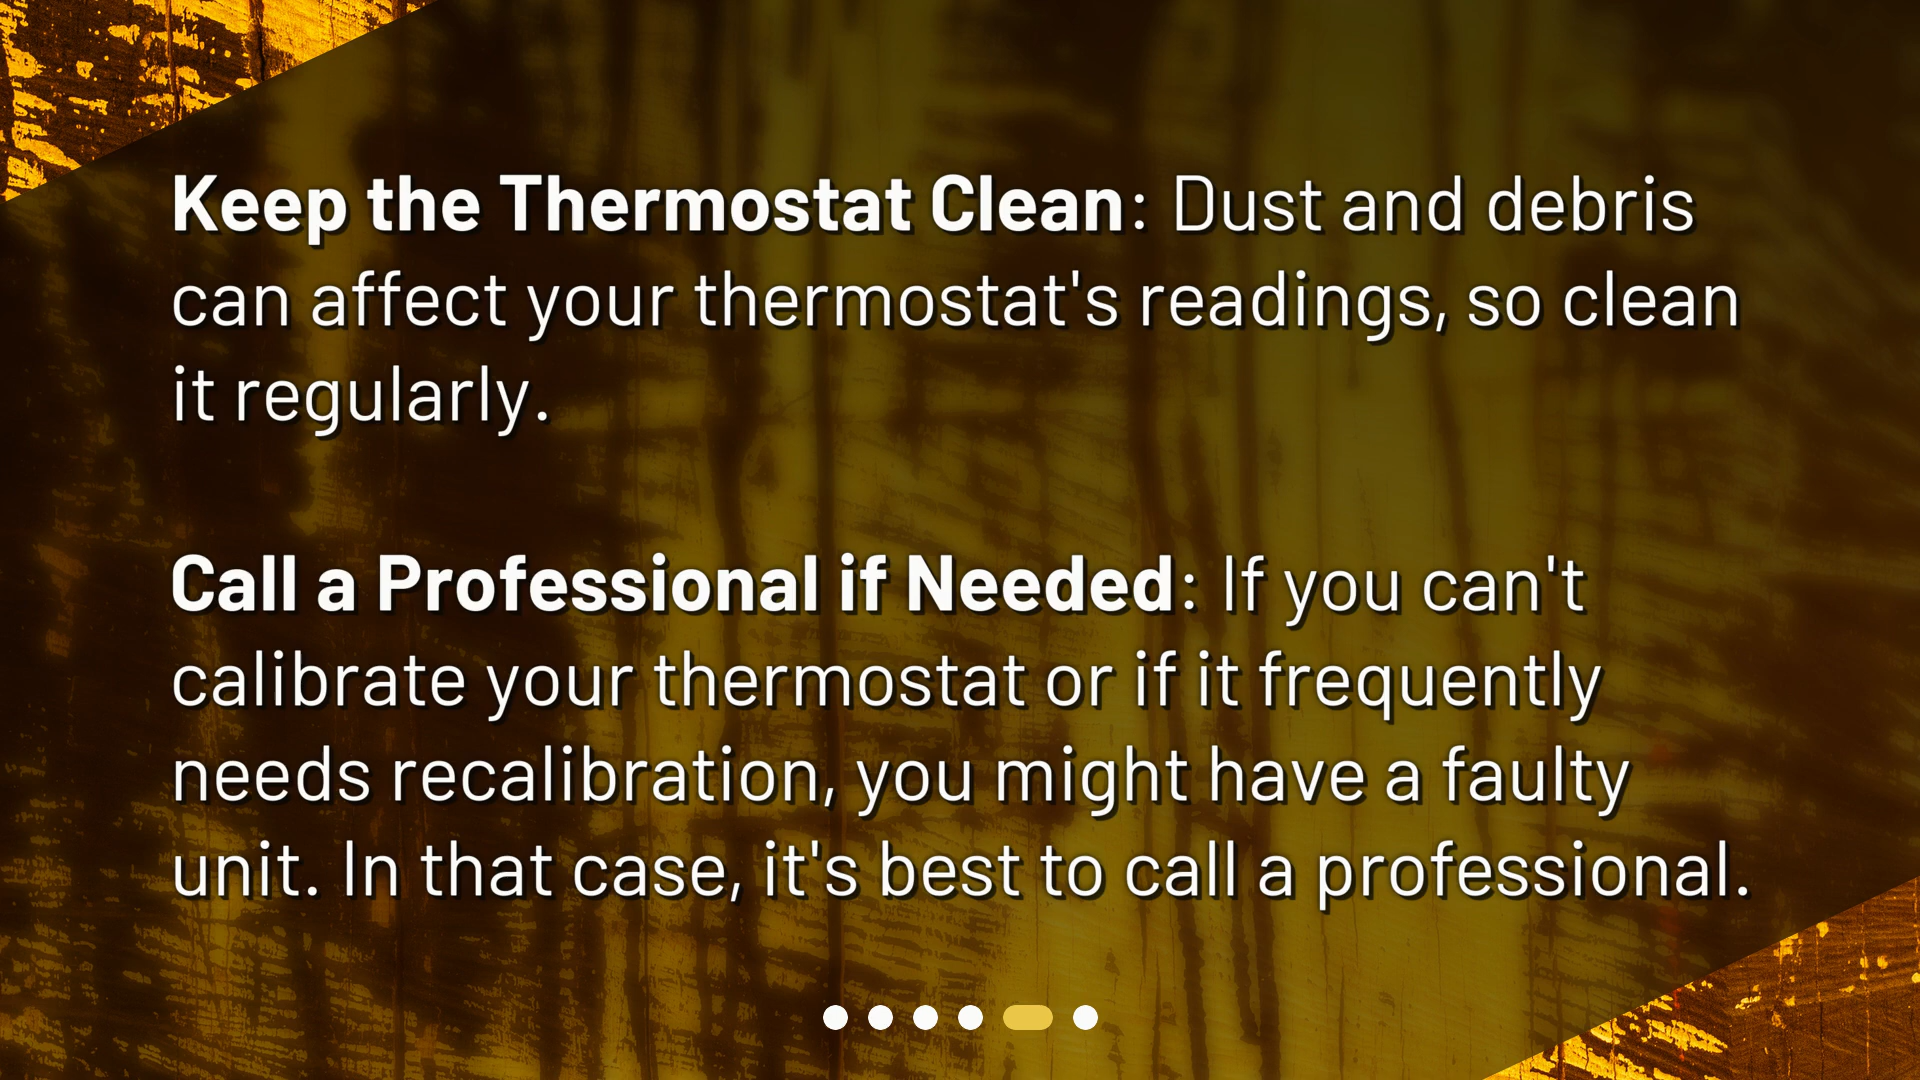 Keep the Thermostat Clean: Dust and debris
can affect your thermostat's readings, so clean
it regularly.
Call a Professional if Needed: If you can't
calibrate your thermostat or if it frequently
needs recalibration, you might have a faulty
unit. In that case, it's best to call a professional.